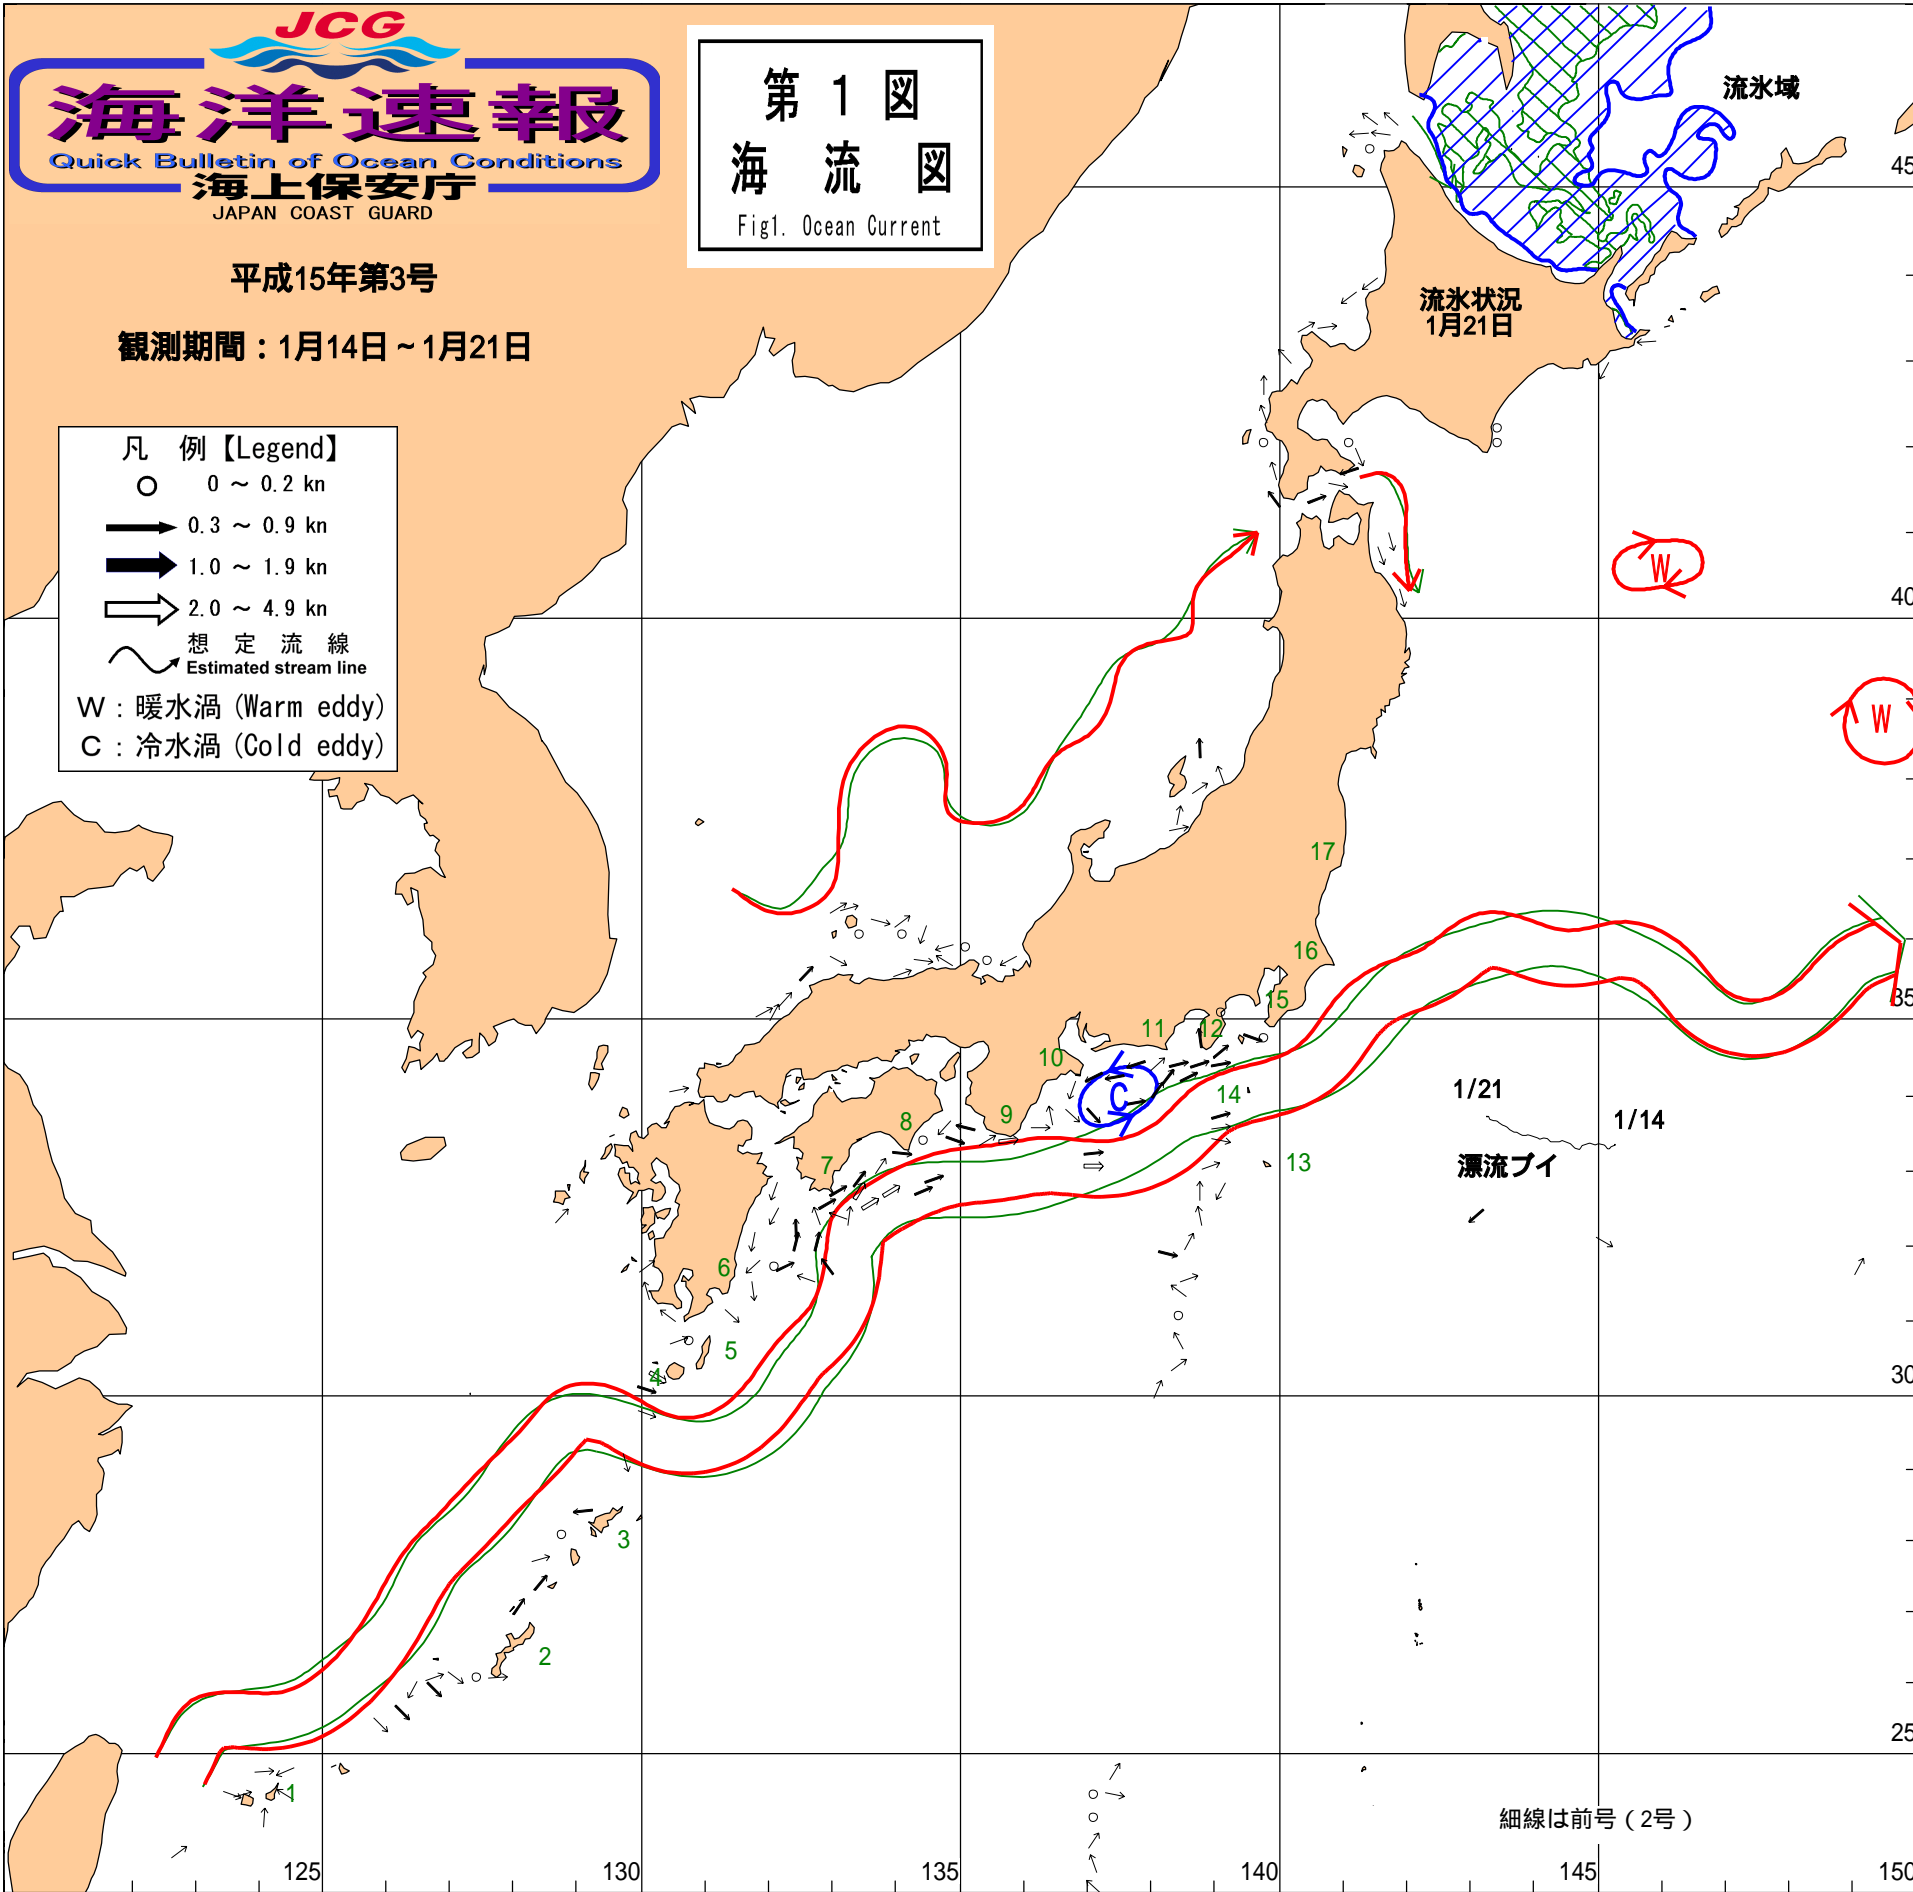 JCG
海洋速報
Quick Bulletin of Ocean Conditions
海上保安庁
JAPAN COAST GUARD
平成15年第3号
観測期間：1月14日～1月21日
第 1 図
海 流 図
Fig1. Ocean Current
凡 例【Legend】
0 ～ 0.2 kn
0.3 ～ 0.9 kn
1.0 ～ 1.9 kn
2.0 ～ 4.9 kn
想 定 流 線
Estimated stream line
W：暖水渦 (Warm eddy)
C：冷水渦 (Cold eddy)
流氷域
45
流氷状況
1月21日
W
40
W
17
16
15
35
11
12
10
C
14
9
8
7
13
1/21
1/14
漂流ブイ
6
5
4
30
3
2
25
1
細線は前号（2号）
125
130
135
140
145
150